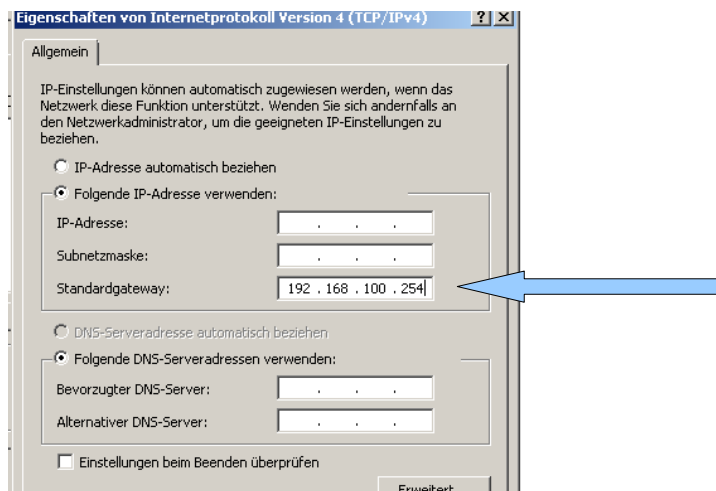 Eigenschaften von Internetprotokoll Version 4 (TCP/IPv4)
Allgemein
IP-Einstellungen können automatisch zugewiesen werden, wenn das
Netzwerk diese Funktion unterstützt. Wenden Sie sich andernfalls an
den Netzwerkadministrator, um die geeigneten IP-Einstellungen zu
beziehen.
IP-Adresse automatisch beziehen
Folgende IP-Adresse verwenden:
IP-Adresse: . . .
Subnetzmaske: . . .
Standardgateway: 192 . 168 . 100 . 254
DNS-Serveradresse automatisch beziehen
Folgende DNS-Serveradressen verwenden:
Bevorzugter DNS-Server: . . .
Alternativer DNS-Server: . . .
Einstellungen beim Beenden überprüfen
Erweitert...